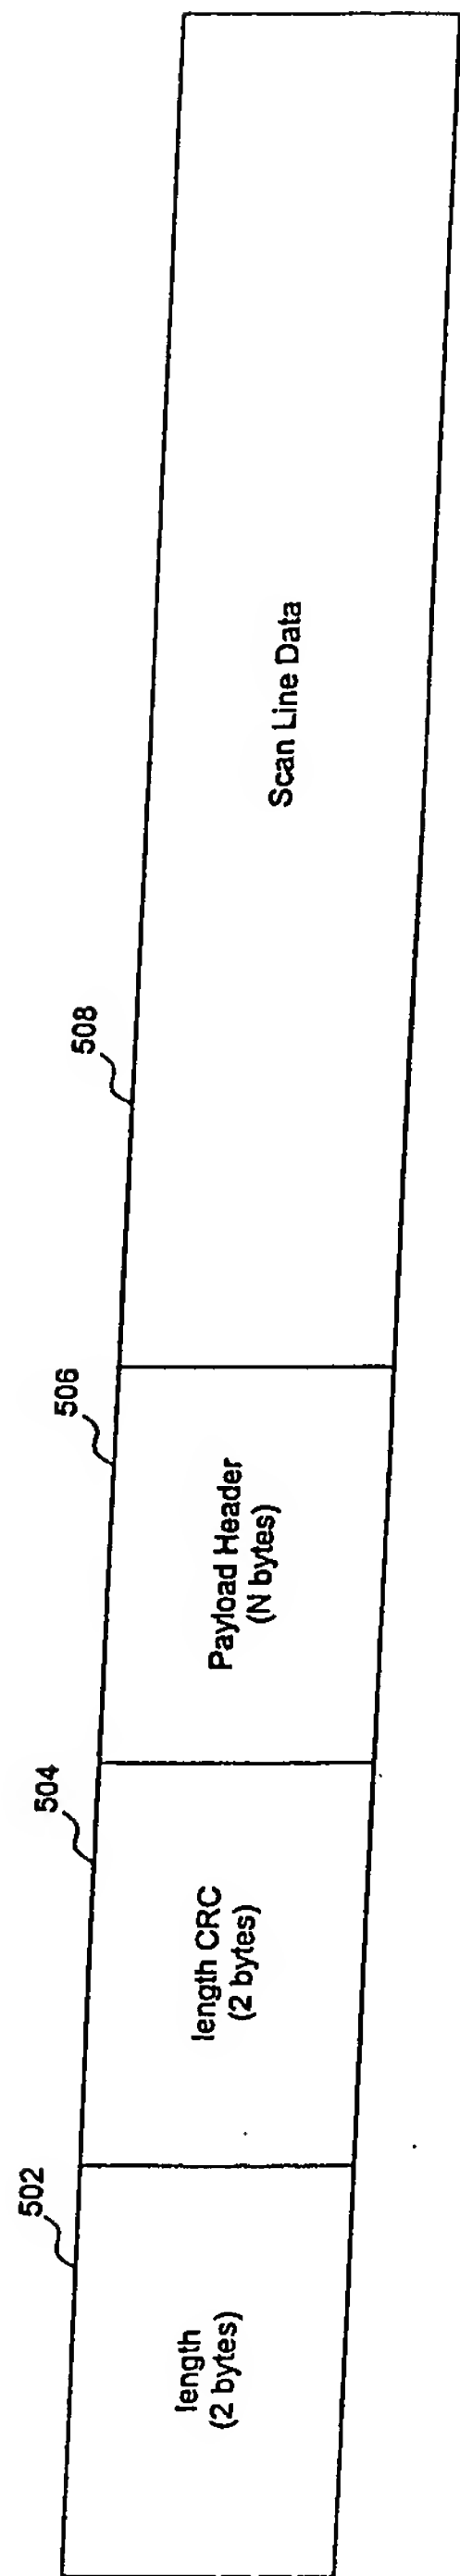 502
length
(2 bytes)
504
length CRC
(2 bytes)
506
Payload Header
(N bytes)
508
Scan Line Data